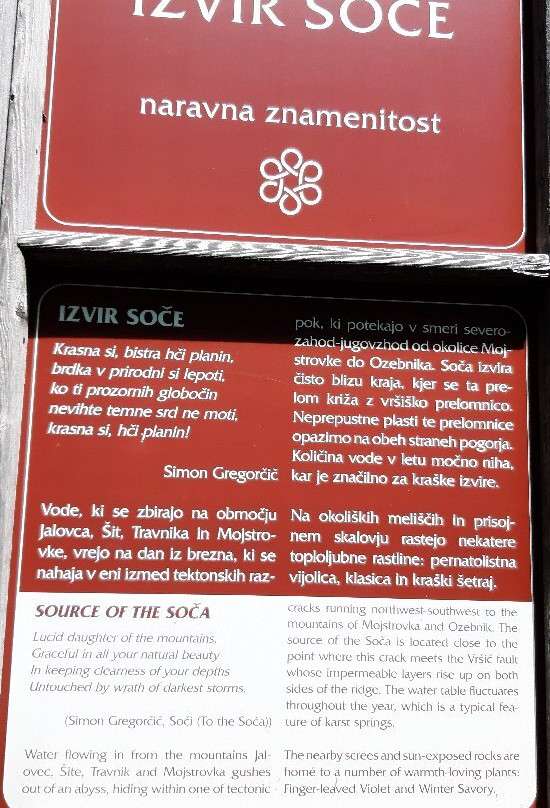 IZVIR SOČE
naravna znamenitost
IZVIR SOČE
Krasna si, bistra hči planin,
brdka v prirodni si lepoti,
ko ti prozornih globočin
nevihte temne srd ne moti,
krasna si, hči planin!
Simon Gregorčič
Vode, ki se zbirajo na območju
Jalovca, Šit, Travnika in Mojstro-
vke, vrejo na dan iz brezna, ki se
nahaja v eni izmed tektonskih raz-
pok, ki potekajo v smeri severo-
zahod-jugovzhod od okolice Moj-
strovke do Ozebnika. Soča izvira
čisto blizu kraja, kjer se ta pre-
lom križa z vršiško prelomnico.
Neprepustne plasti te prelomnice
opazimo na obeh straneh pogorja.
Količina vode v letu močno niha,
kar je značilno za kraške izvire.
Na okoliških meliščih in prisoj-
nem skalovju rastejo nekatere
toploljubne rastline: pernatolistna
vijolica, klasica in kraški šetraj.
SOURCE OF THE SOČA
Lucid daughter of the mountains,
Graceful in all your natural beauty
In keeping clearness of your depths
Untouched by wrath of darkest storms.
(Simon Gregorčič, Soči (To the Soča))
Water flowing in from the mountains Jal-
ovec, Šite, Travnik and Mojstrovka gushes
out of an abyss, hiding within one of tectonic
cracks running northwest-southwest to the
mountains of Mojstrovka and Ozebnik. The
source of the Soča is located close to the
point where this crack meets the Vršič fault
whose impermeable layers rise up on both
sides of the ridge. The water table fluctuates
throughout the year, which is a typical fea-
ture of karst springs.
The nearby screes and sun-exposed rocks are
home to a number of warmth-loving plants:
Finger-leaved Violet and Winter Savory.